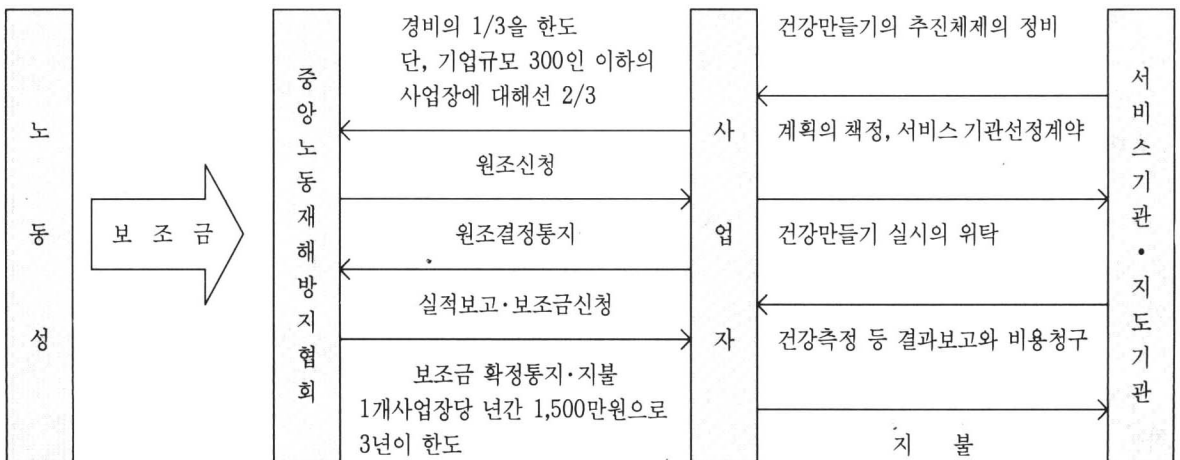 노동성
보 조 금
중앙노동재해방지협회
경비의 1/3을 한도
단, 기업규모 300인 이하의
사업장에 대해선 2/3
원조신청
원조결정통지
실적보고·보조금신청
보조금 확정통지·지불
1개사업장당 년간 1,500만원으로
3년이 한도
사업자
건강만들기의 추진체제의 정비
계획의 책정, 서비스 기관선정계약
건강만들기 실시의 위탁
건강측정 등 결과보고와 비용청구
지 불
서비스기관·지도기관